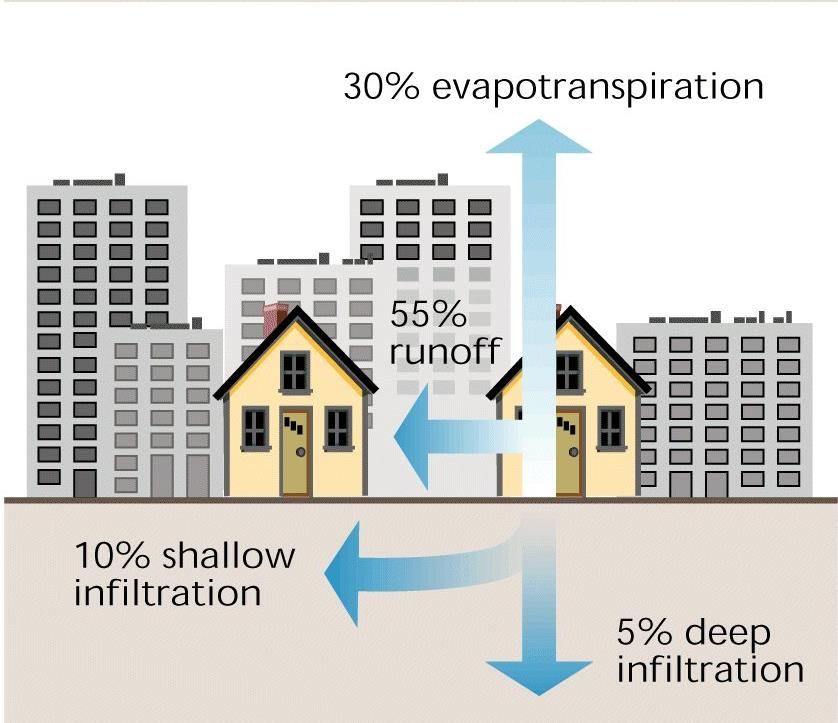 30% evapotranspiration
55%
runoff
10% shallow
infiltration
5% deep
infiltration